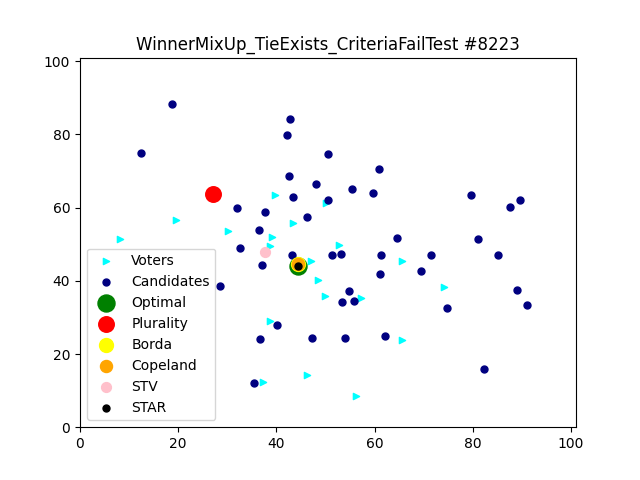 WinnerMixUp_TieExists_CriteriaFailTest #8223
100
80
60
40
20
0
0
20
40
60
80
100
Voters
Candidates
Optimal
Plurality
Borda
Copeland
STV
STAR